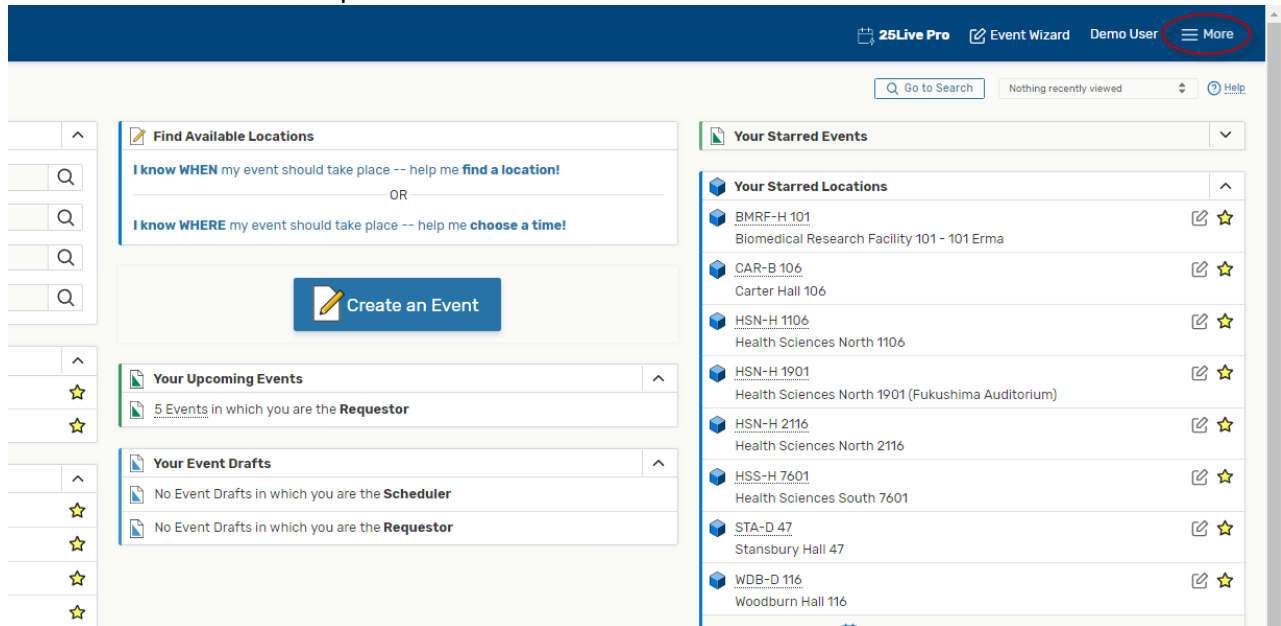 25Live Pro Event Wizard Demo User More
Go to Search Nothing recently viewed Help
Find Available Locations
I know WHEN my event should take place -- help me find a location!
OR
I know WHERE my event should take place -- help me choose a time!
Create an Event
Your Upcoming Events
5 Events in which you are the Requestor
Your Event Drafts
No Event Drafts in which you are the Scheduler
No Event Drafts in which you are the Requestor
Your Starred Events
Your Starred Locations
BMRF-H 101
Biomedical Research Facility 101 - 101 Erma
CAR-B 106
Carter Hall 106
HSN-H 1106
Health Sciences North 1106
HSN-H 1901
Health Sciences North 1901 (Fukushima Auditorium)
HSN-H 2116
Health Sciences North 2116
HSS-H 7601
Health Sciences South 7601
STA-D 47
Stansbury Hall 47
WDB-D 116
Woodburn Hall 116